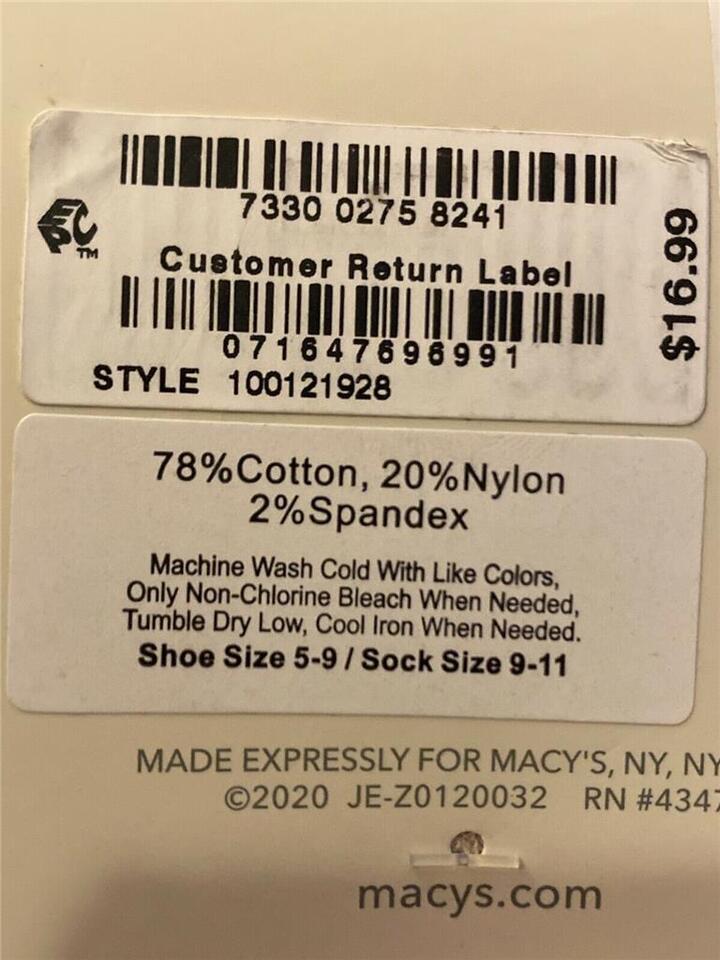 7330 0275 8241
EPC
TM
Customer Return Label
071647696991
STYLE 100121928
$16.99
78%Cotton, 20%Nylon
2%Spandex
Machine Wash Cold With Like Colors,
Only Non-Chlorine Bleach When Needed,
Tumble Dry Low, Cool Iron When Needed.
Shoe Size 5-9 / Sock Size 9-11
MADE EXPRESSLY FOR MACY'S, NY, NY
©2020 JE-Z0120032 RN #4347
macys.com